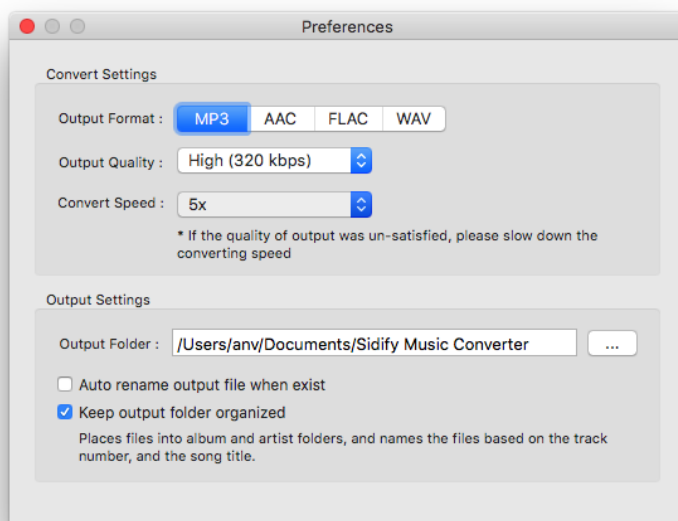 Preferences
Convert Settings
Output Format :
MP3 AAC FLAC WAV
Output Quality :
High (320 kbps)
Convert Speed :
5x
* If the quality of output was un-satisfied, please slow down the
converting speed
Output Settings
Output Folder :
/Users/anv/Documents/Sidify Music Converter
...
Auto rename output file when exist
Keep output folder organized
Places files into album and artist folders, and names the files based on the track
number, and the song title.